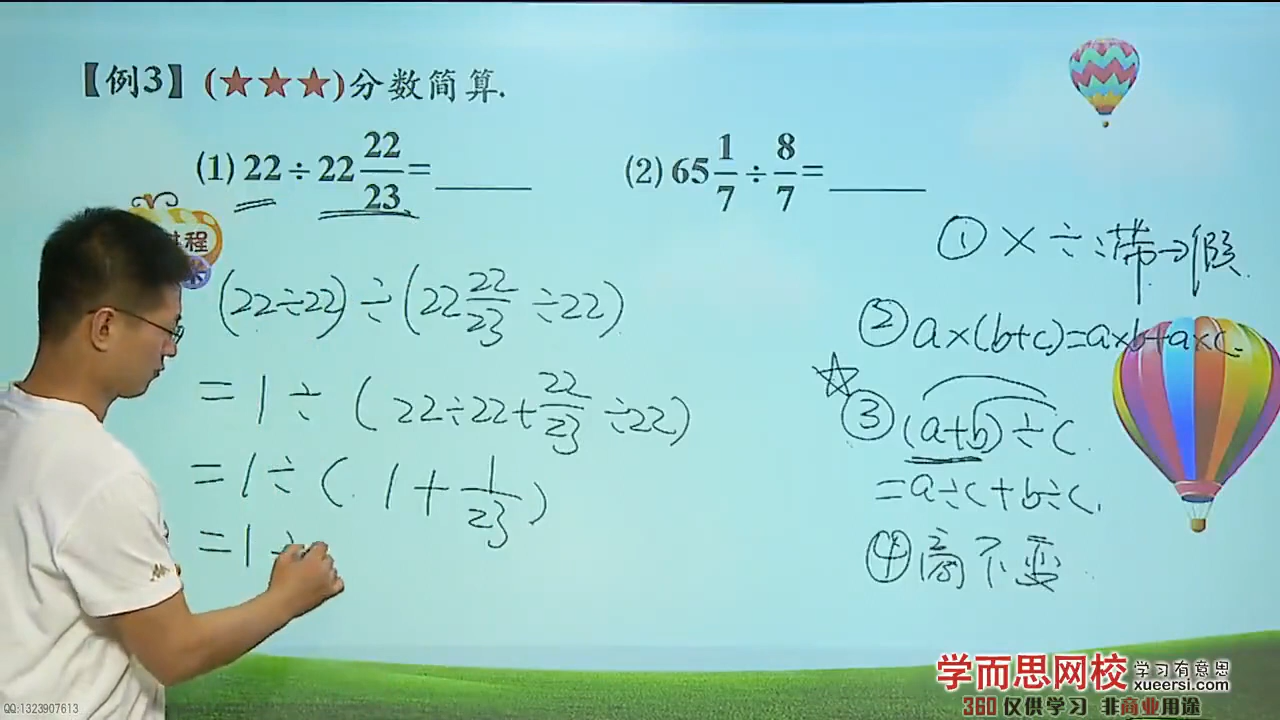 【例3】(★★★)分数简算.
(1) 22÷22 22/23=____
(2) 65 1/7÷8/7=____
程
(22÷22)÷(22 22/23÷22)
=1÷(22÷22+22/23÷22)
=1÷(1+1/23)
=1÷
① × ÷:带→假.
② a×(b+c)=a×b+a×c.
☆
③ (a+b)÷c
=a÷c+b÷c.
④商不变
学而思网校 学习有意思
xueersi.com
360 仅供学习 非商业用途
QQ:1323907613